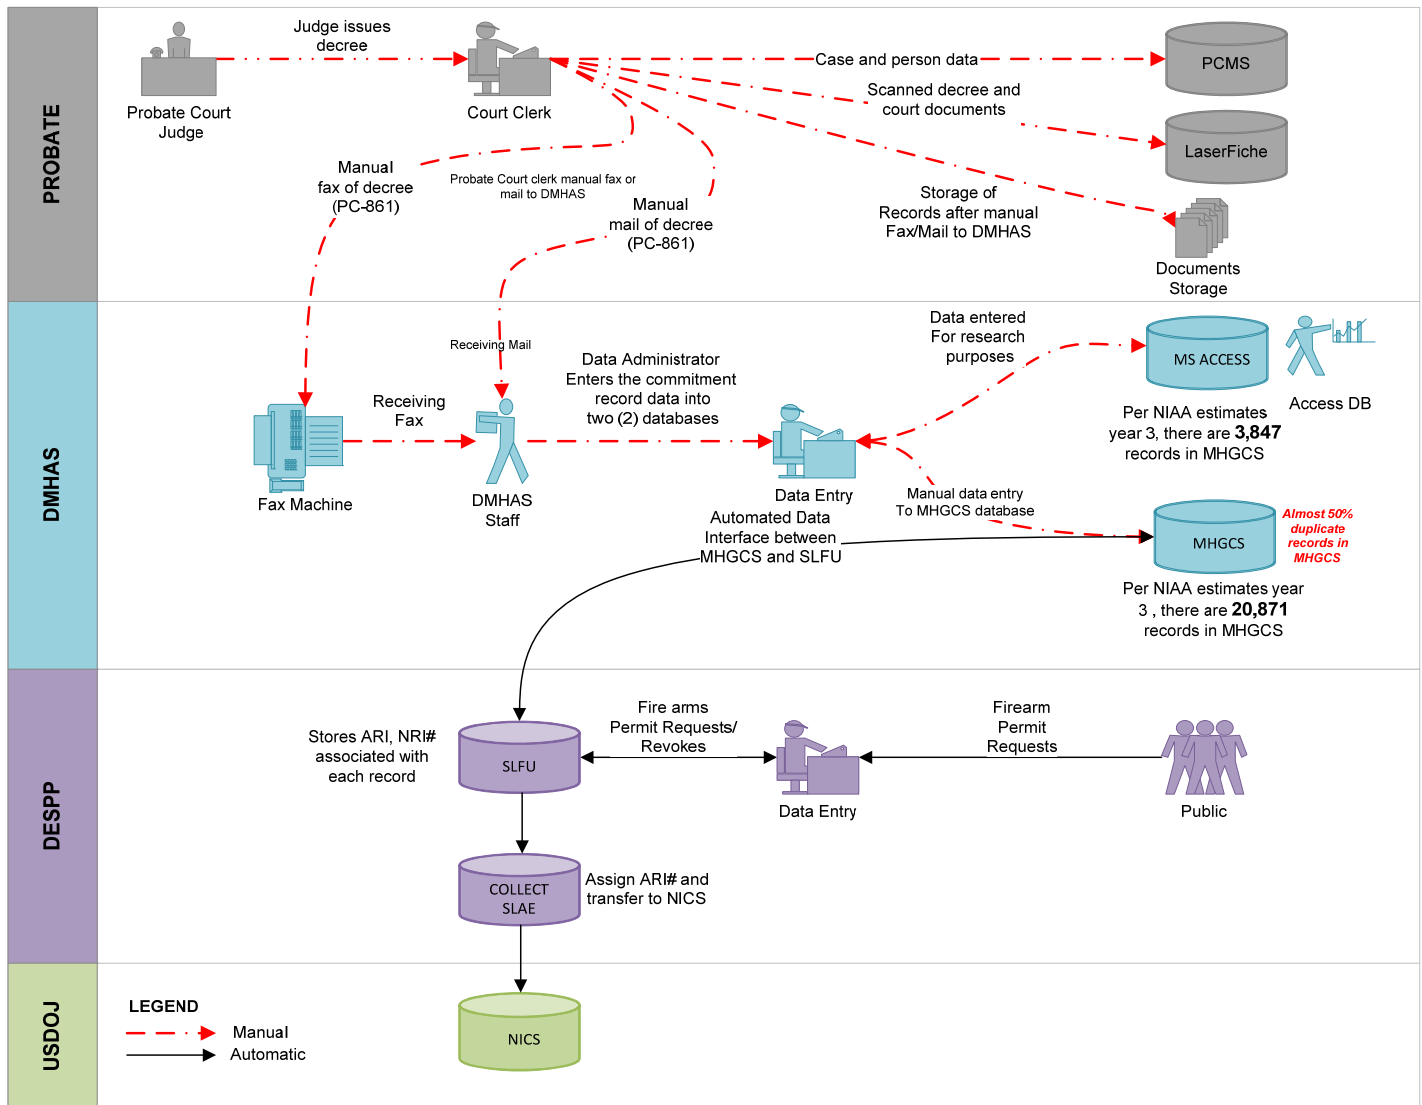 PROBATE
Judge issues
decree
Probate Court
Judge
Court Clerk
Case and person data
PCMS
Scanned decree and
court documents
LaserFiche
Manual
fax of decree
(PC-861)
Probate Court clerk manual fax or
mail to DMHAS
Manual
mail of decree
(PC-861)
Storage of
Records after manual
Fax/Mail to DMHAS
Documents
Storage
DMHAS
Receiving Mail
Receiving
Fax
Fax Machine
DMHAS
Staff
Data Administrator
Enters the commitment
record data into
two (2) databases
Data Entry
Data entered
For research
purposes
MS ACCESS
Access DB
Per NIAA estimates
year 3, there are 3,847
records in MHGCS
Manual data entry
To MHGCS database
Automated Data
Interface between
MHGCS and SLFU
MHGCS
Almost 50%
duplicate
records in
MHGCS
Per NIAA estimates year
3 , there are 20,871
records in MHGCS
DESPP
Stores ARI, NRI#
associated with
each record
SLFU
Fire arms
Permit Requests/
Revokes
Data Entry
Firearm
Permit
Requests
Public
COLLECT
SLAE
Assign ARI# and
transfer to NICS
USDOJ
LEGEND
Manual
Automatic
NICS